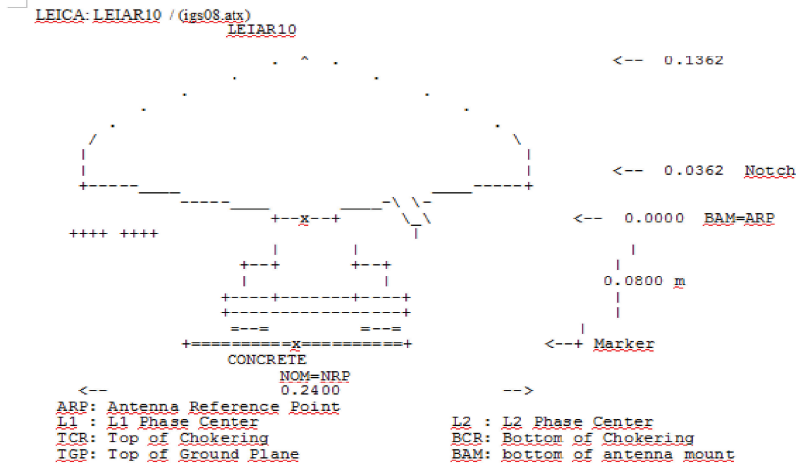 LEICA: LEIAR10 / (igs08.atx)
LEIAR10
<-- 0.1362
<-- 0.0362 Notch
<-- 0.0000 BAM=ARP
0.0800 m
<--+ Marker
CONCRETE
NOM=NRP
<-- 0.2400 -->
ARP: Antenna Reference Point
L1 : L1 Phase Center L2 : L2 Phase Center
TCR: Top of Chokering BCR: Bottom of Chokering
TGP: Top of Ground Plane BAM: bottom of antenna mount